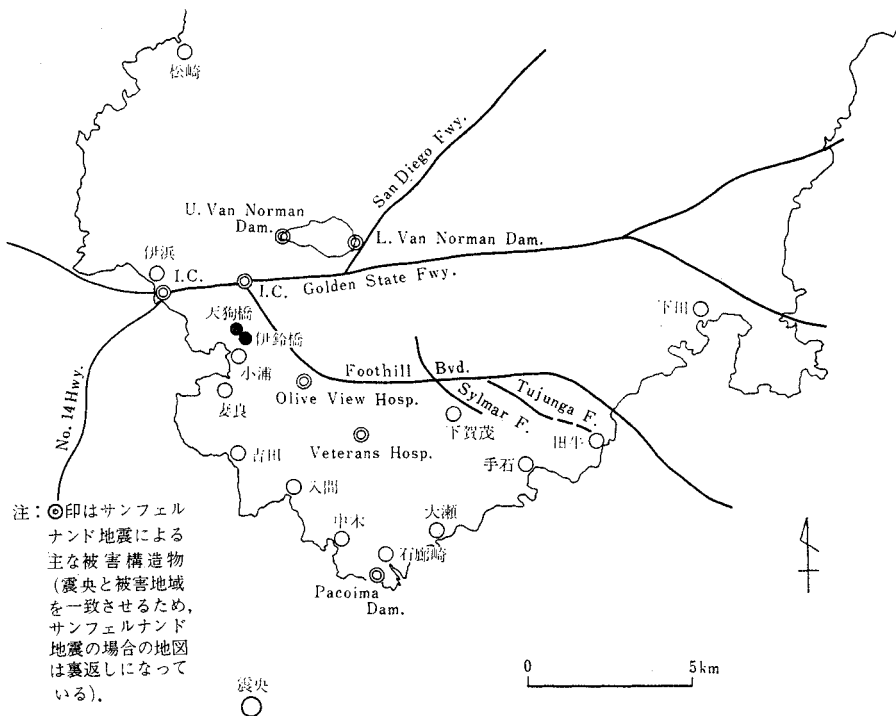 松崎
San Diego Fwy.
U. Van Norman
Dam.
L. Van Norman Dam.
伊浜
I.C.
I.C. Golden State Fwy.
天狗橋
伊鈴橋
下田
小浦
Foothill Bvd.
Tujunga F.
Sylmar F.
Olive View Hosp.
妻良
No. 14 Hwy.
下賀茂
田牛
Veterans Hosp.
吉田
手石
入間
大瀬
中木
石廊崎
Pacoima
Dam.
注：◎印はサンフェル
ナンド地震による
主な被害構造物
(震央と被害地域
を一致させるため,
サンフェルナンド
地震の場合の地図
は裏返しになって
いる).
0 5km
震央